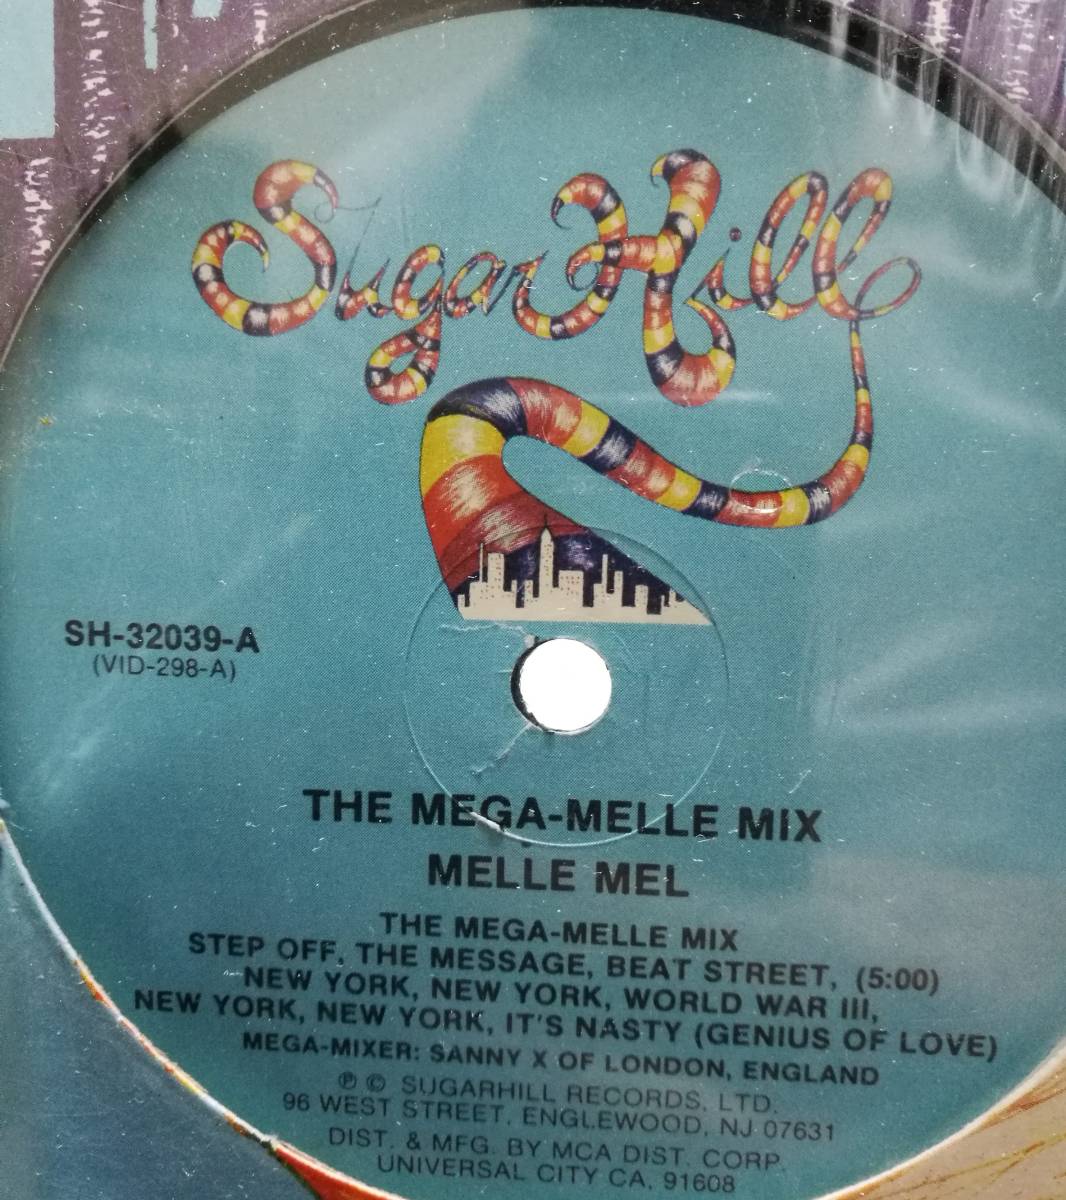 Sugar Hill
SH-32039-A
(VID-298-A)
THE MEGA-MELLE MIX
MELLE MEL
THE MEGA-MELLE MIX
STEP OFF, THE MESSAGE, BEAT STREET, (5:00)
NEW YORK, NEW YORK, WORLD WAR III,
NEW YORK, NEW YORK, IT'S NASTY (GENIUS OF LOVE)
MEGA-MIXER: SANNY X OF LONDON, ENGLAND
℗ © SUGARHILL RECORDS, LTD.
96 WEST STREET, ENGLEWOOD, NJ 07631
DIST. & MFG. BY MCA DIST. CORP.
UNIVERSAL CITY CA. 91608